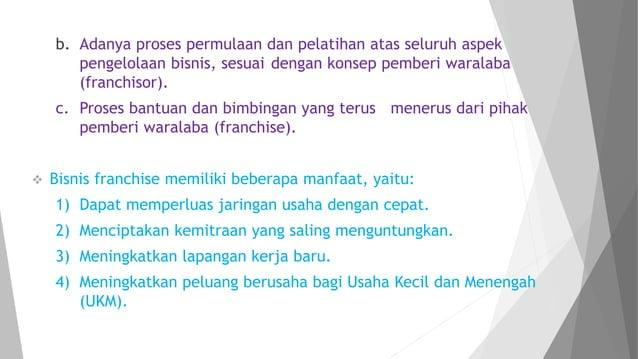 b. Adanya proses permulaan dan pelatihan atas seluruh aspek
pengelolaan bisnis, sesuai dengan konsep pemberi waralaba
(franchisor).
c. Proses bantuan dan bimbingan yang terus menerus dari pihak
pemberi waralaba (franchise).
❖ Bisnis franchise memiliki beberapa manfaat, yaitu:
1) Dapat memperluas jaringan usaha dengan cepat.
2) Menciptakan kemitraan yang saling menguntungkan.
3) Meningkatkan lapangan kerja baru.
4) Meningkatkan peluang berusaha bagi Usaha Kecil dan Menengah
(UKM).